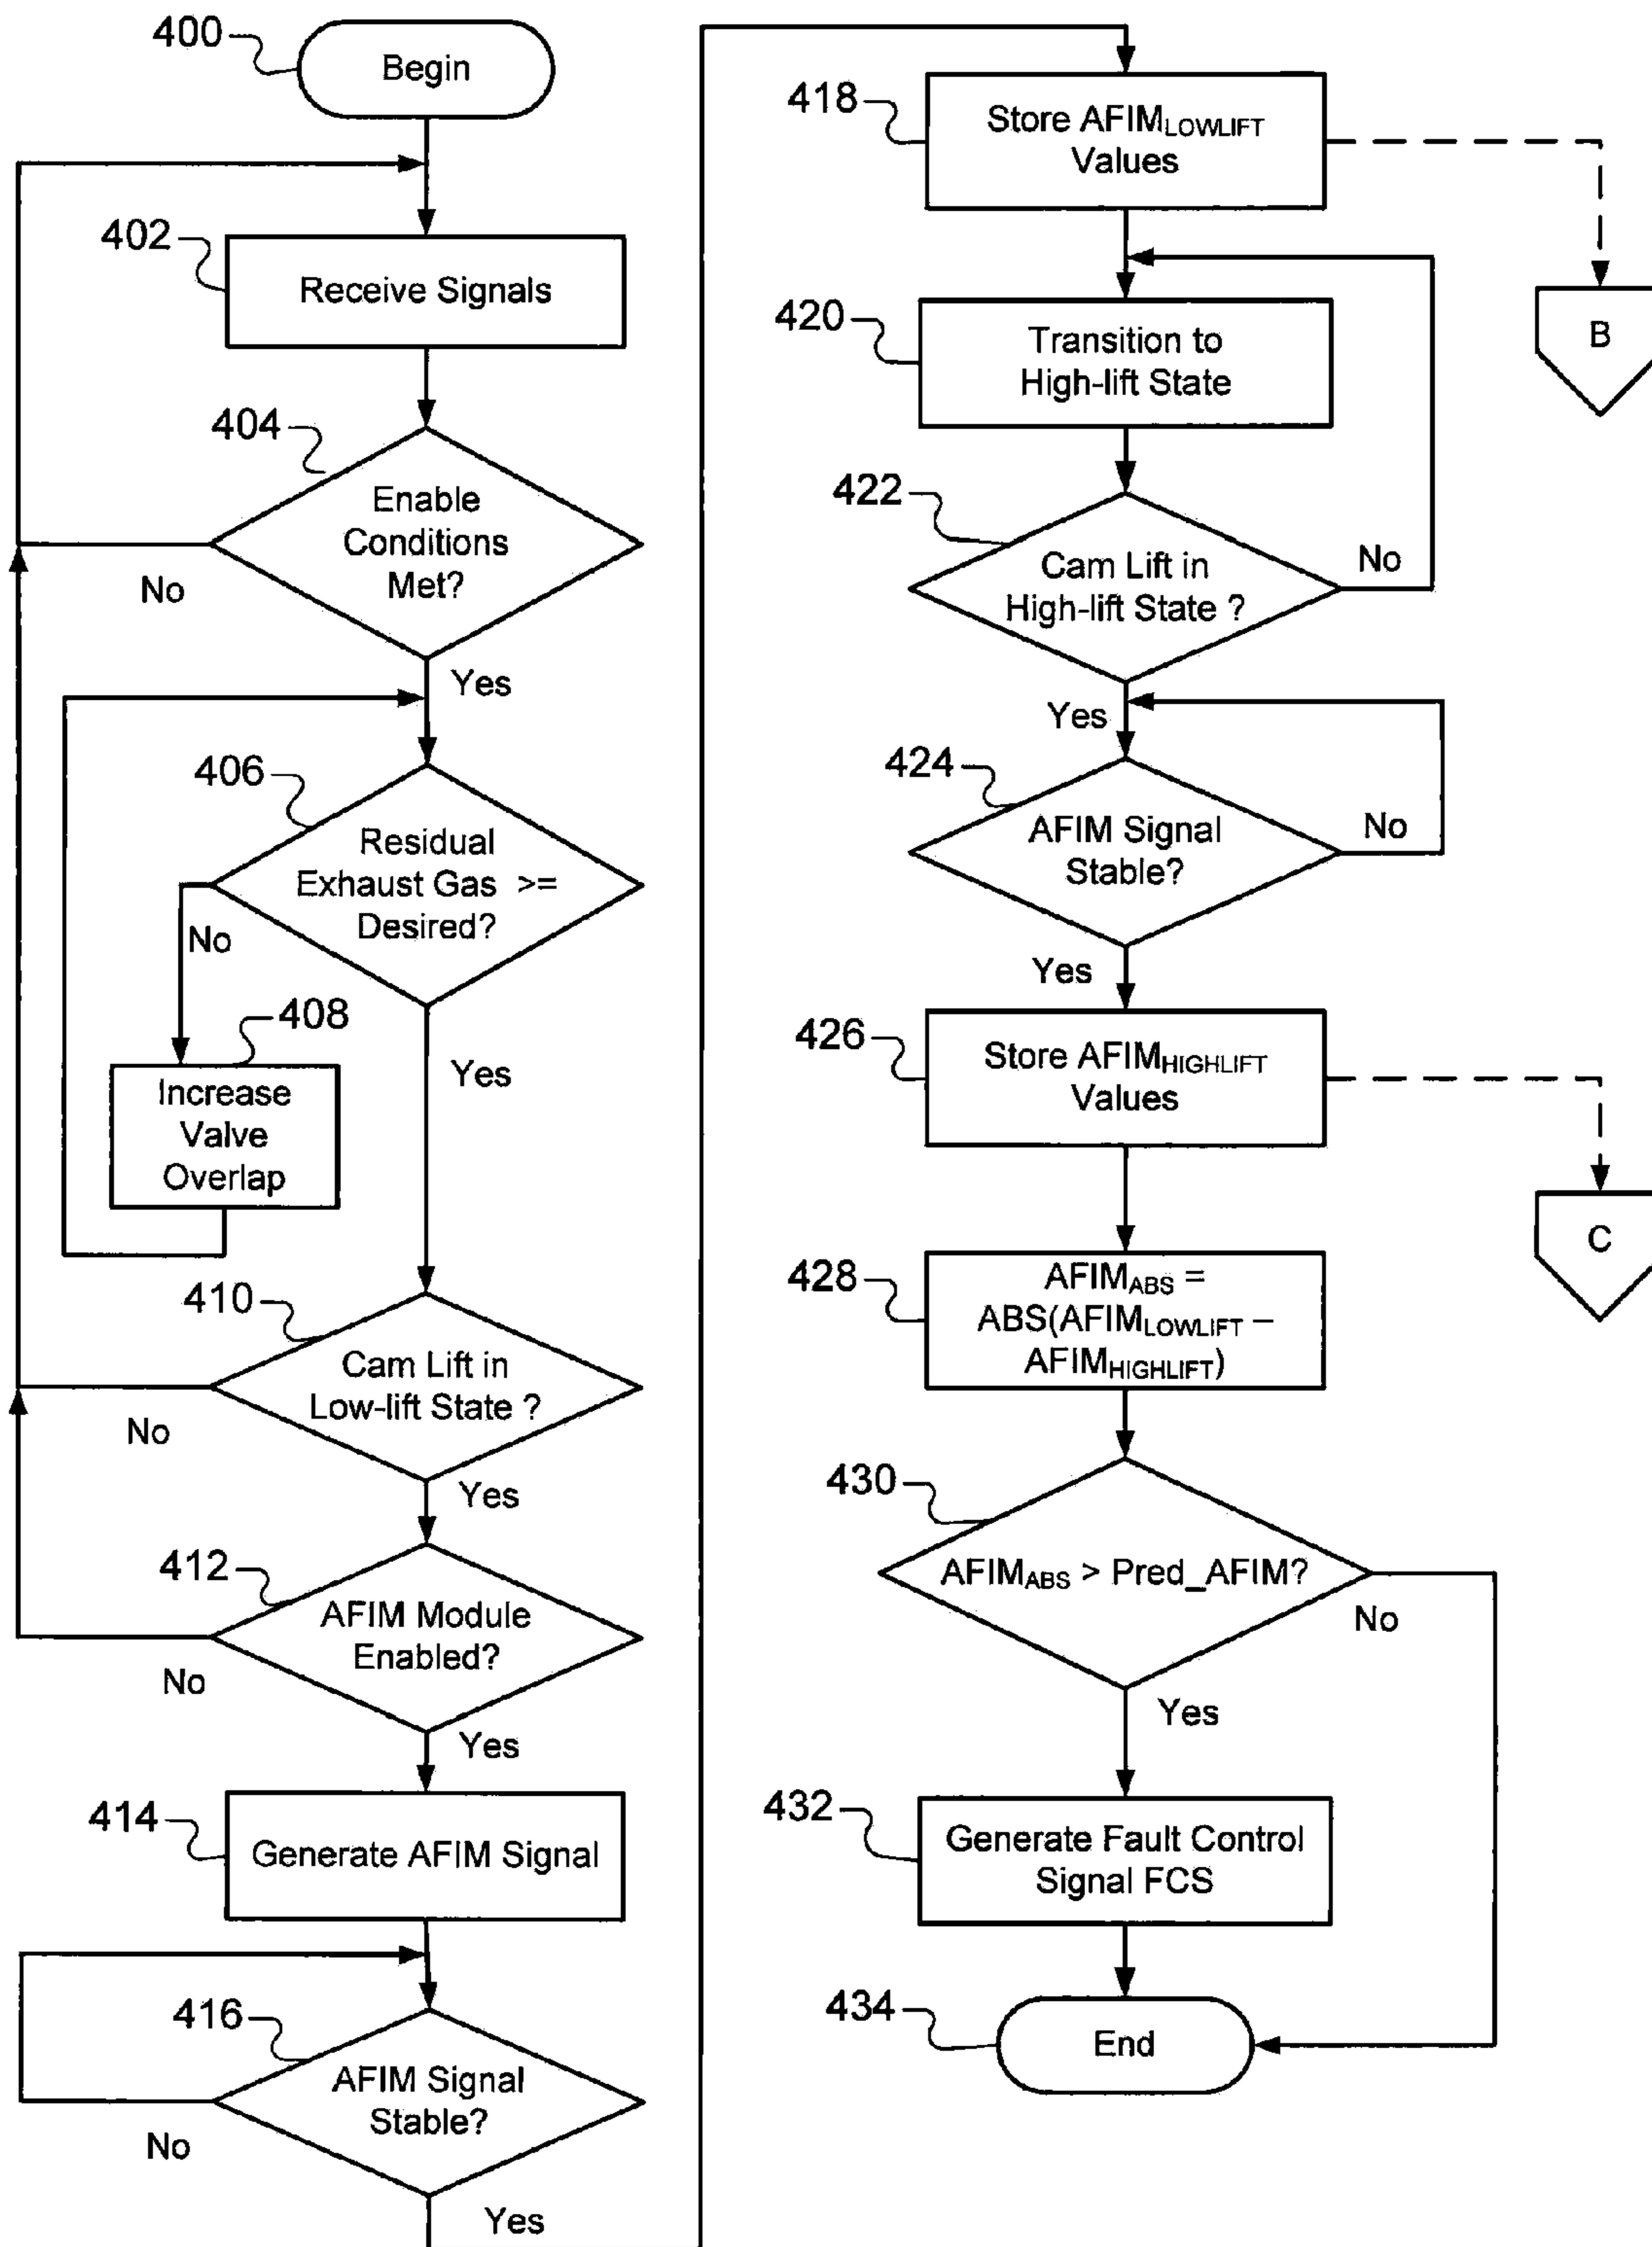 400
Begin
402
Receive Signals
404
Enable
Conditions
Met?
No
Yes
406
Residual
Exhaust Gas >=
Desired?
No
408
Increase
Valve
Overlap
Yes
410
Cam Lift in
Low-lift State ?
No
Yes
412
AFIM Module
Enabled?
No
Yes
414
Generate AFIM Signal
416
AFIM Signal
Stable?
No
Yes
418
Store AFIMLOWLIFT
Values
B
420
Transition to
High-lift State
422
Cam Lift in
High-lift State ?
No
Yes
424
AFIM Signal
Stable?
No
Yes
426
Store AFIMHIGHLIFT
Values
C
428
AFIMABS =
ABS(AFIMLOWLIFT –
AFIMHIGHLIFT)
430
AFIMABS > Pred_AFIM?
No
Yes
432
Generate Fault Control
Signal FCS
434
End